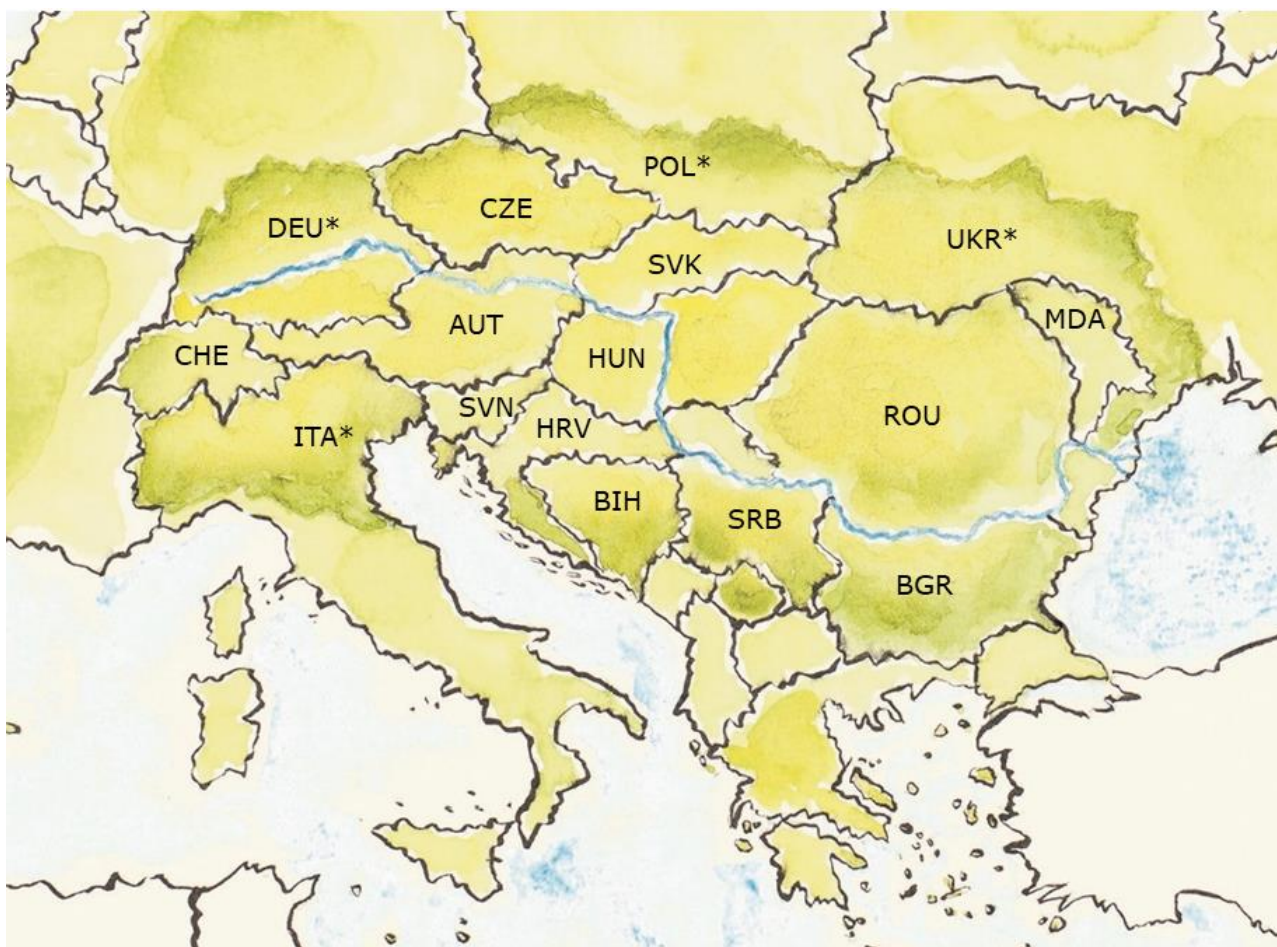 POL*
CZE
DEU*
UKR*
SVK
MDA
AUT
CHE
HUN
SVN
ROU
HRV
ITA*
BIH
SRB
BGR